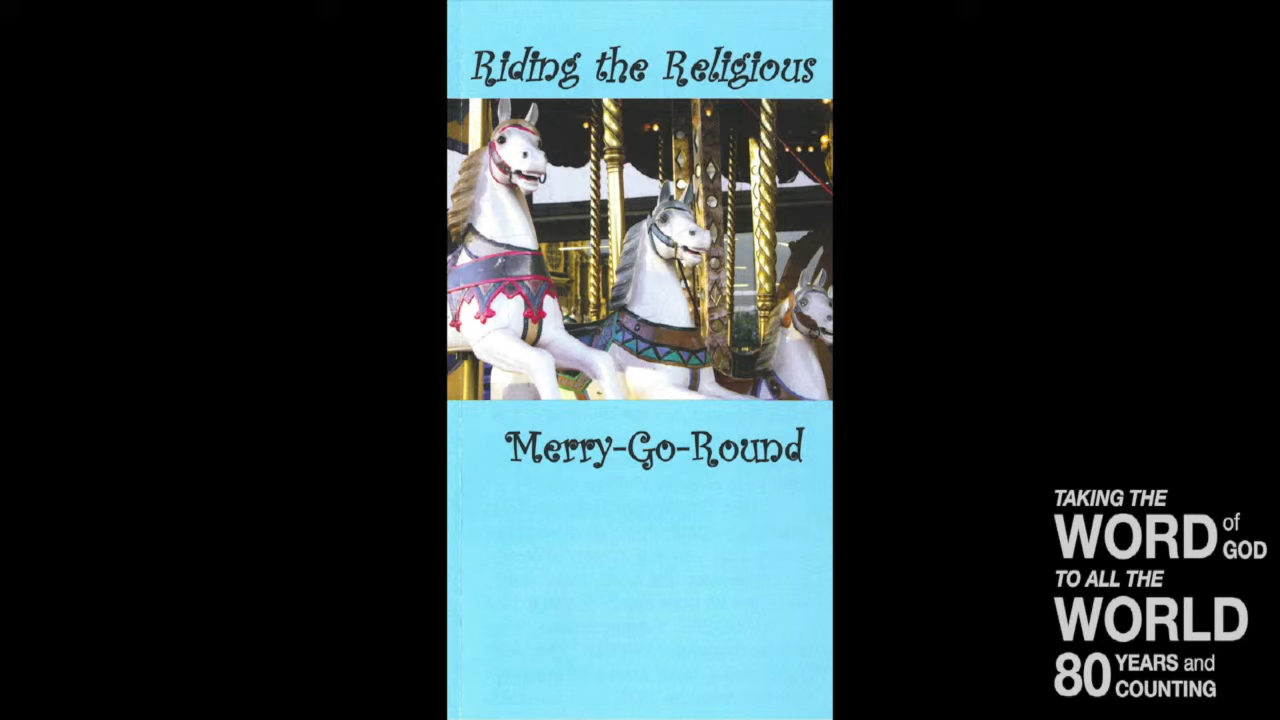 Riding the Religious
Merry-Go-Round
TAKING THE
WORD of GOD
TO ALL THE
WORLD
80 YEARS and
COUNTING